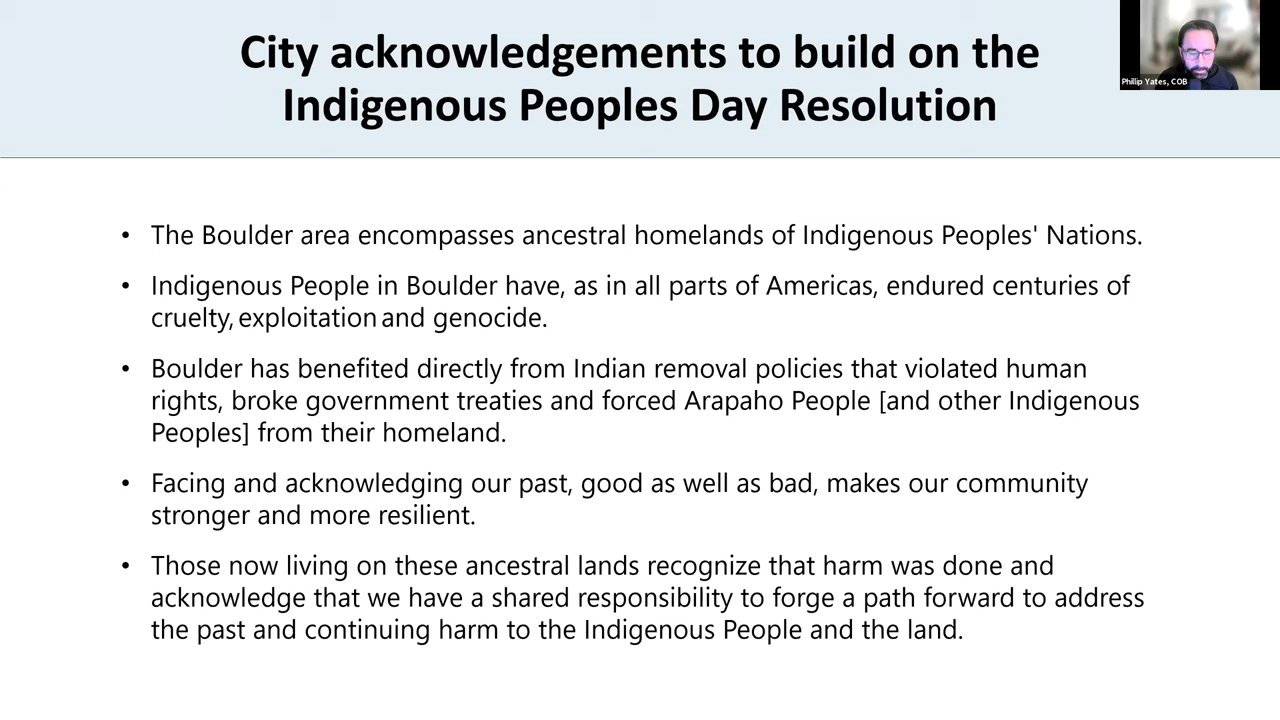 City acknowledgements to build on the
Indigenous Peoples Day Resolution
Phillip Yates, COB
• The Boulder area encompasses ancestral homelands of Indigenous Peoples' Nations.
• Indigenous People in Boulder have, as in all parts of Americas, endured centuries of
cruelty, exploitation and genocide.
• Boulder has benefited directly from Indian removal policies that violated human
rights, broke government treaties and forced Arapaho People [and other Indigenous
Peoples] from their homeland.
• Facing and acknowledging our past, good as well as bad, makes our community
stronger and more resilient.
• Those now living on these ancestral lands recognize that harm was done and
acknowledge that we have a shared responsibility to forge a path forward to address
the past and continuing harm to the Indigenous People and the land.